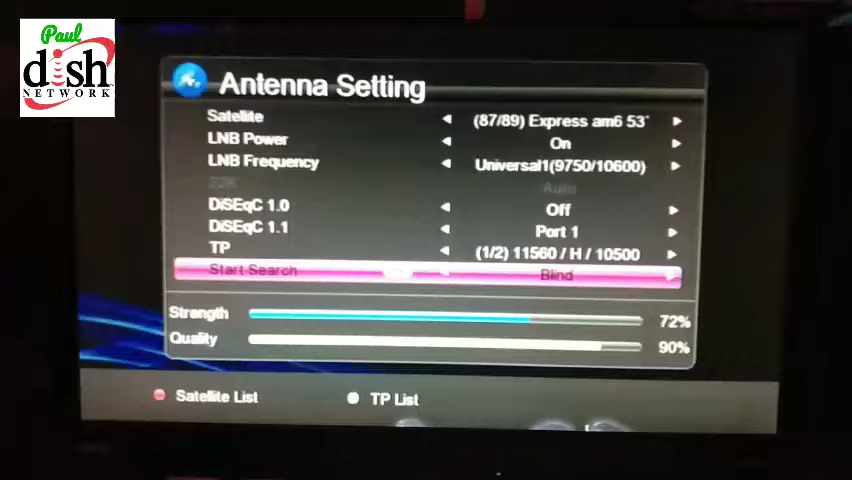 Paul
dish
NETWORK
Antenna Setting
Satellite (87/89) Express am6 53°
LNB Power On
LNB Frequency Universal1(9750/10600)
22K Auto
DiSEqC 1.0 Off
DiSEqC 1.1 Port 1
TP (1/2) 11560 / H / 10500
Start Search Blind
Strength 72%
Quality 90%
Satellite List TP List